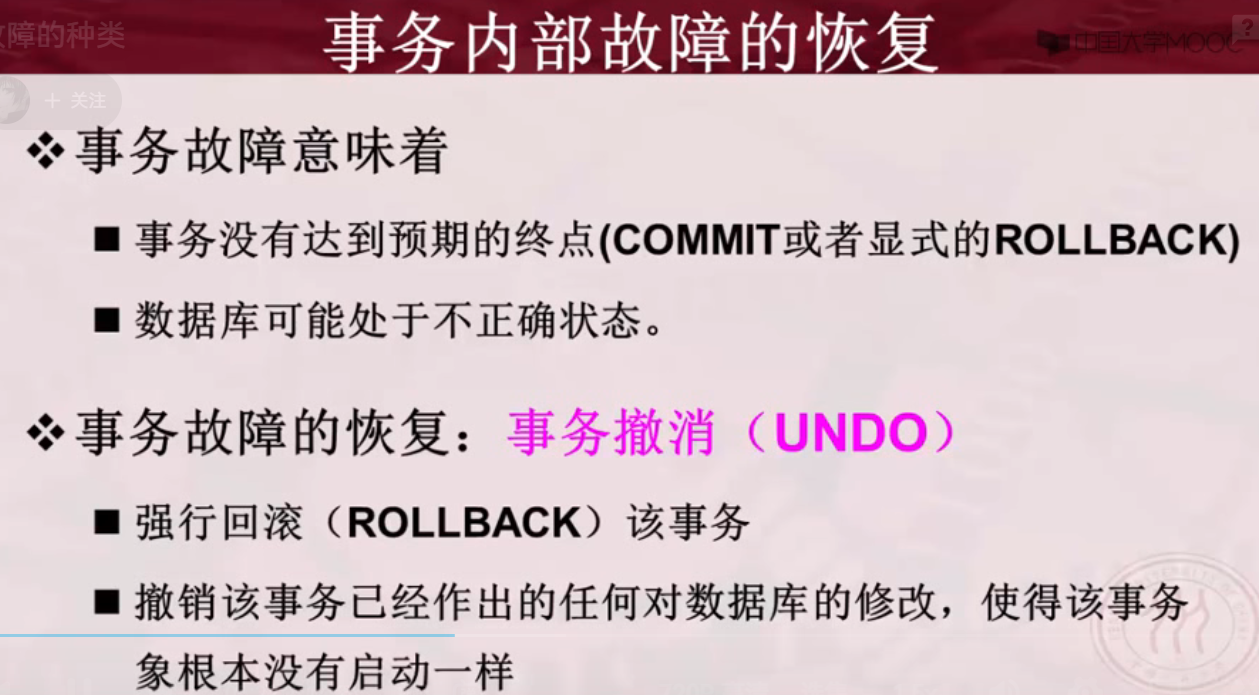 障的种类
事务内部故障的恢复
中国大学MOOC
+ 关注
❖事务故障意味着
■ 事务没有达到预期的终点(COMMIT或者显式的ROLLBACK)
■ 数据库可能处于不正确状态。
❖事务故障的恢复：事务撤消（UNDO）
■ 强行回滚（ROLLBACK）该事务
■ 撤销该事务已经作出的任何对数据库的修改，使得该事务
象根本没有启动一样